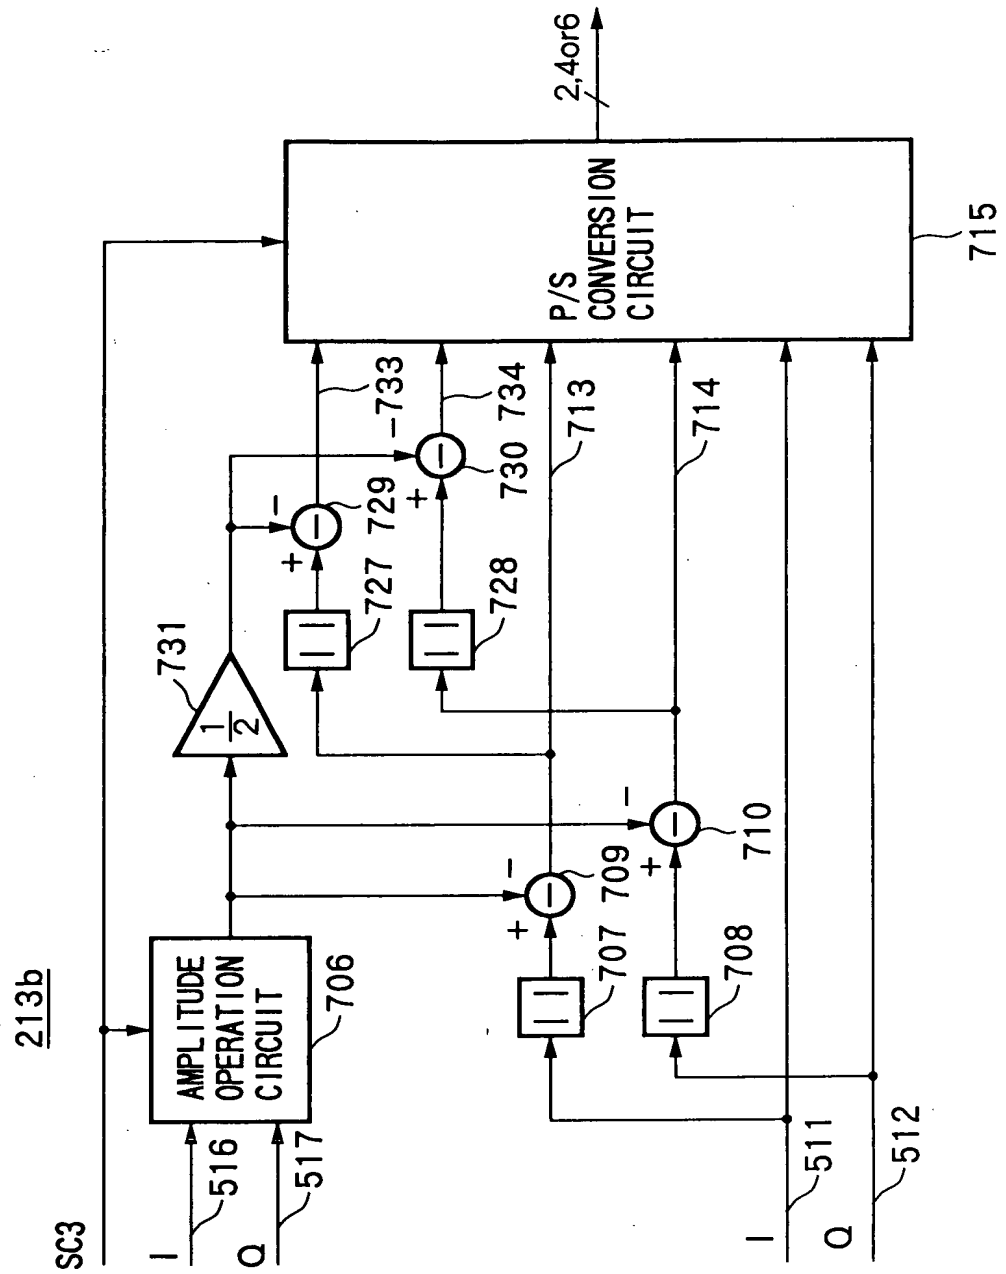 213b
SC3
I
516
Q
517
AMPLITUDE
OPERATION
CIRCUIT
706
1
2
731
+
-
-
729
727
733
-
+
-
730
728
734
+
-
-
709
707
713
+
-
-
710
708
714
I
511
Q
512
P/S
CONVERSION
CIRCUIT
715
2,4or6